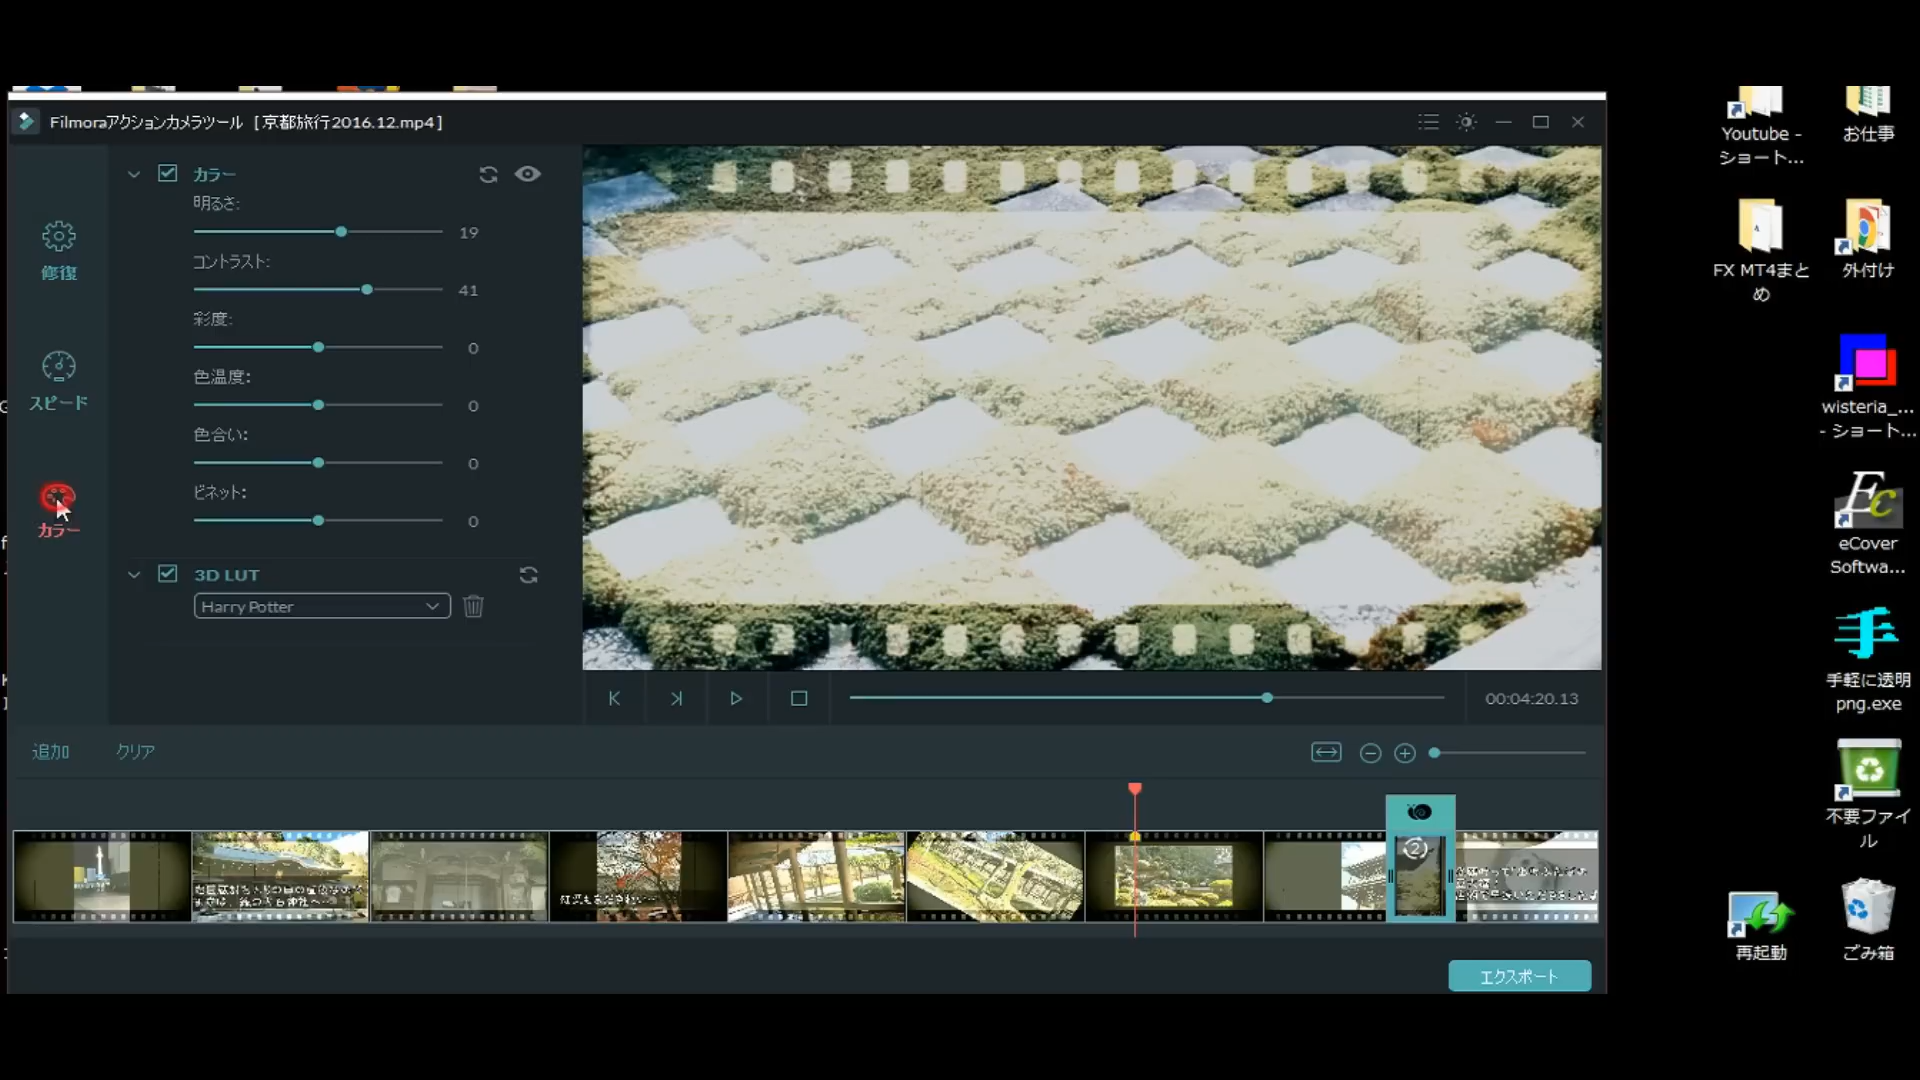 Filmoraアクションカメラツール [京都旅行2016.12.mp4]
修復
スピード
カラー
カラー
明るさ:
19
コントラスト:
41
彩度:
0
色温度:
0
色合い:
0
ビネット:
0
3D LUT
Harry Potter
00:04:20.13
追加
クリア
2
エクスポート
Youtube -
ショート...
お仕事
FX MT4まと
め
外付け
wisteria_...
- ショート...
eCover
Softwa...
手軽に透明
png.exe
不要ファイ
ル
再起動
ごみ箱